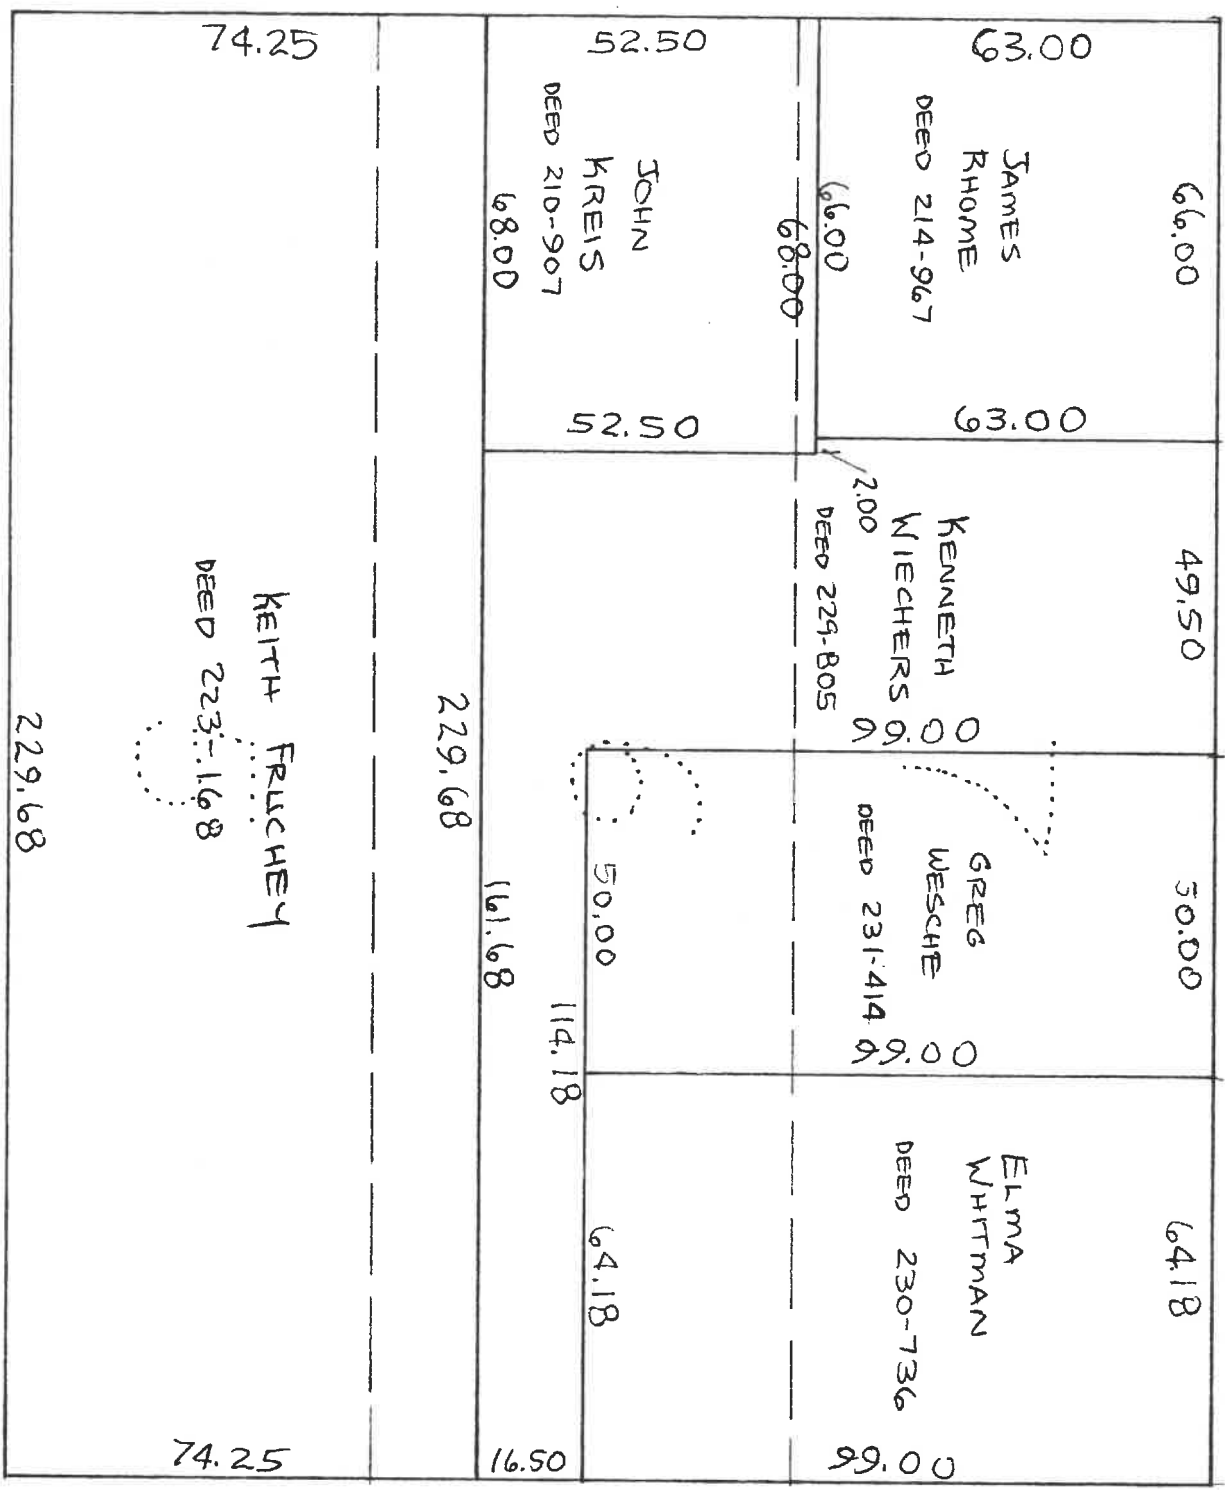 74.25
52.50
63.00
JAMES
RHOME
DEED 214-967
66.00
66.00
63.00
JOHN
KREIS
DEED 210-907
68.00
68.00
52.50
2.00
KENNETH
WIECHERS
DEED 229-805
49.50
99.00
GREG
WESCHE
DEED 231-414
50.00
50.00
99.00
ELMA
WHITMAN
DEED 230-736
64.18
64.18
114.18
161.68
229.68
KEITH FRUCHEY
DEED 223-168
229.68
74.25
16.50
99.00